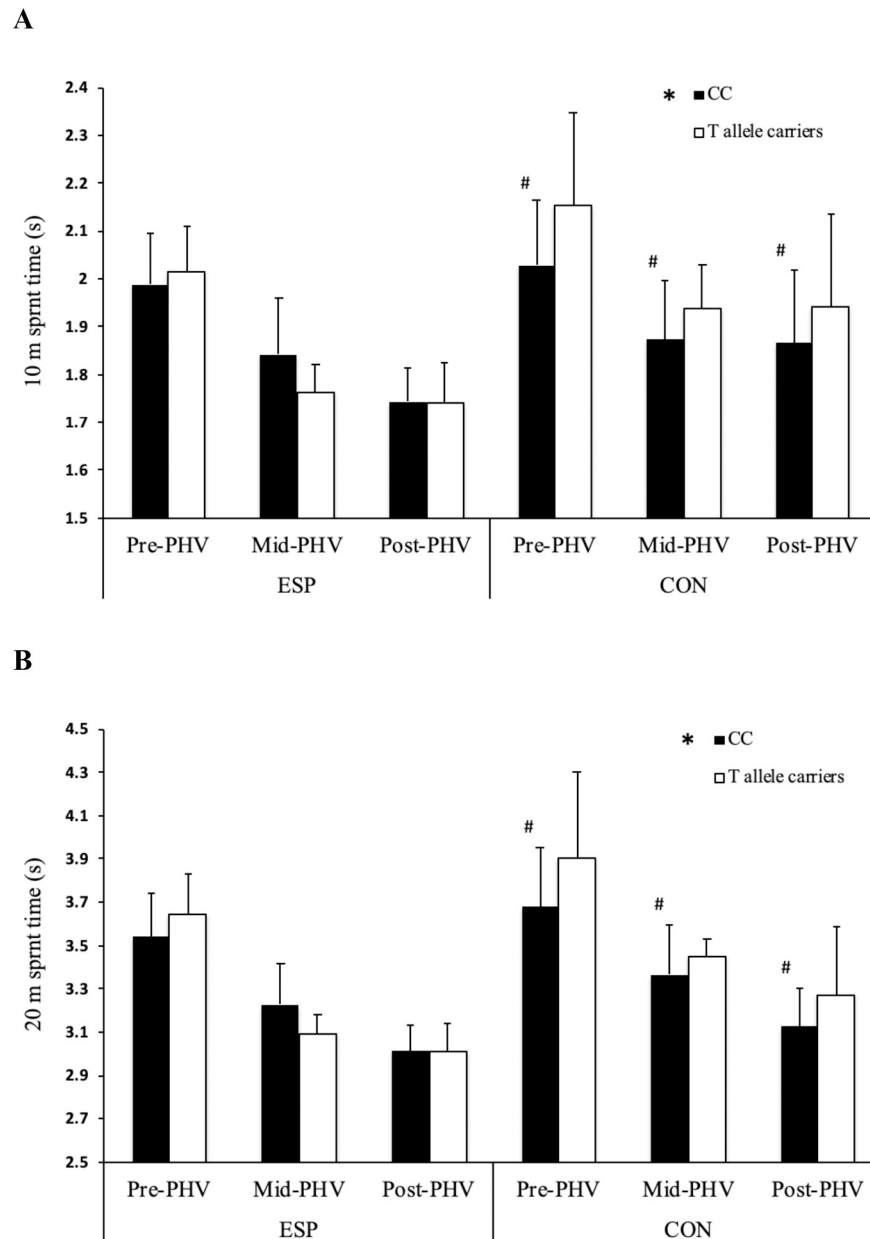 A
2.4
2.3
2.2
2.1
2
1.9
1.8
1.7
1.6
1.5
10 m sprnt time (s)
* CC
T allele carriers
# # #
Pre-PHV Mid-PHV Post-PHV Pre-PHV Mid-PHV Post-PHV
ESP CON
B
4.5
4.3
4.1
3.9
3.7
3.5
3.3
3.1
2.9
2.7
2.5
20 m sprnt time (s)
* CC
T allele carriers
# # #
Pre-PHV Mid-PHV Post-PHV Pre-PHV Mid-PHV Post-PHV
ESP CON